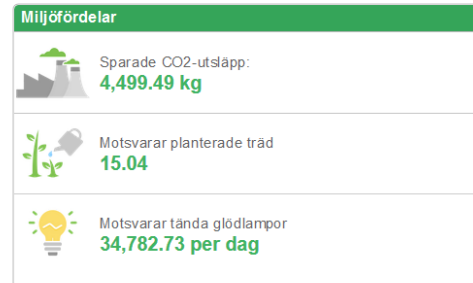 Miljöfördelar
Sparade CO2-utsläpp:
4,499.49 kg
Motsvarar planterade träd
15.04
Motsvarar tända glödlampor
34,782.73 per dag